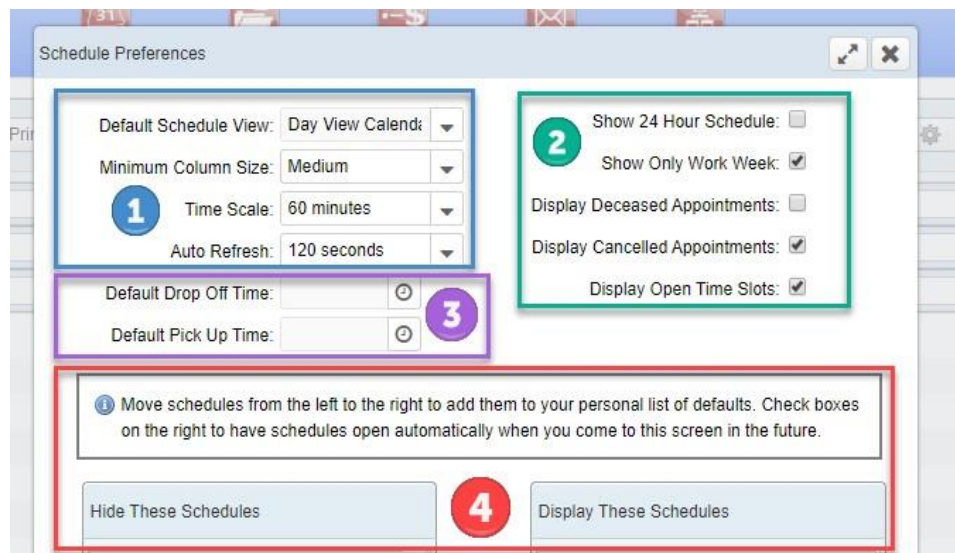 31
Schedule Preferences
Default Schedule View: Day View Calenda
Minimum Column Size: Medium
1
Time Scale: 60 minutes
Auto Refresh: 120 seconds
2
Show 24 Hour Schedule:
Show Only Work Week:
Display Deceased Appointments:
Display Cancelled Appointments:
Display Open Time Slots:
Default Drop Off Time:
3
Default Pick Up Time:
Move schedules from the left to the right to add them to your personal list of defaults. Check boxes
on the right to have schedules open automatically when you come to this screen in the future.
Hide These Schedules
4
Display These Schedules